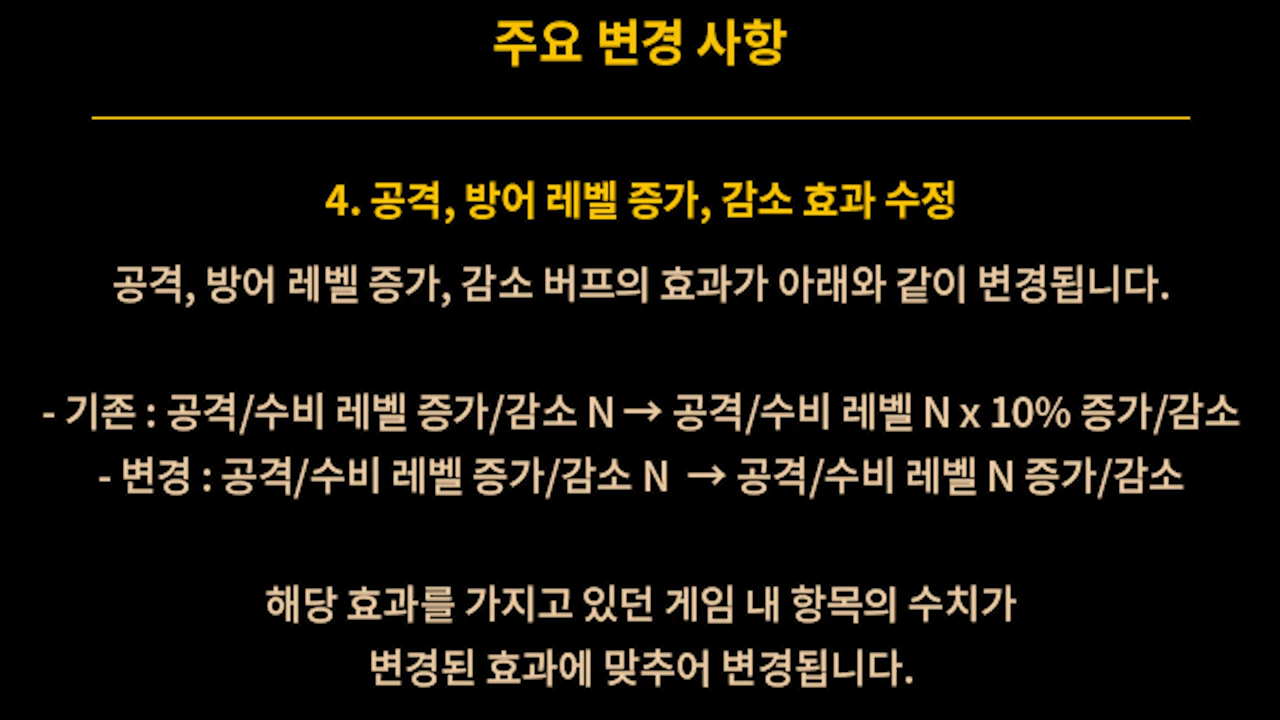 주요 변경 사항
4. 공격, 방어 레벨 증가, 감소 효과 수정
공격, 방어 레벨 증가, 감소 버프의 효과가 아래와 같이 변경됩니다.
- 기존 : 공격/수비 레벨 증가/감소 N → 공격/수비 레벨 N x 10% 증가/감소
- 변경 : 공격/수비 레벨 증가/감소 N → 공격/수비 레벨 N 증가/감소
해당 효과를 가지고 있던 게임 내 항목의 수치가
변경된 효과에 맞추어 변경됩니다.